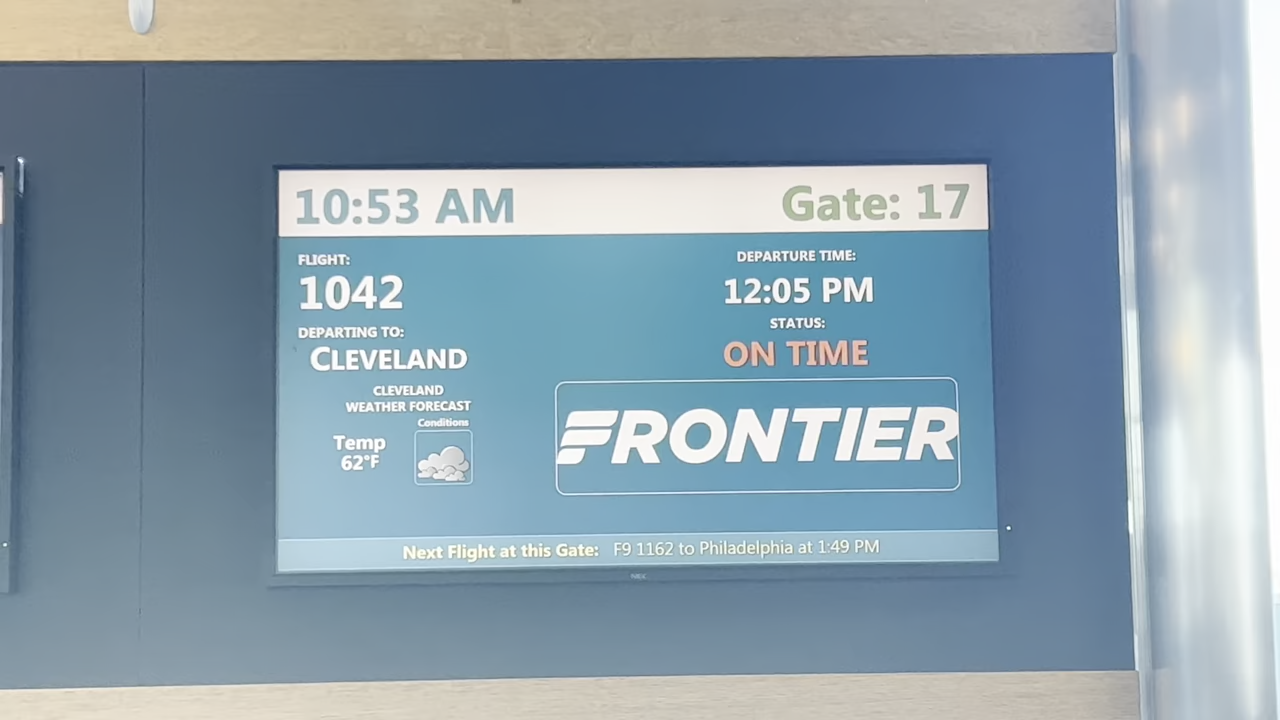 10:53 AM
Gate: 17
FLIGHT:
1042
DEPARTING TO:
CLEVELAND
CLEVELAND
WEATHER FORECAST
Conditions
Temp
62°F
DEPARTURE TIME:
12:05 PM
STATUS:
ON TIME
FRONTIER
Next Flight at this Gate: F9 1162 to Philadelphia at 1:49 PM
NEC